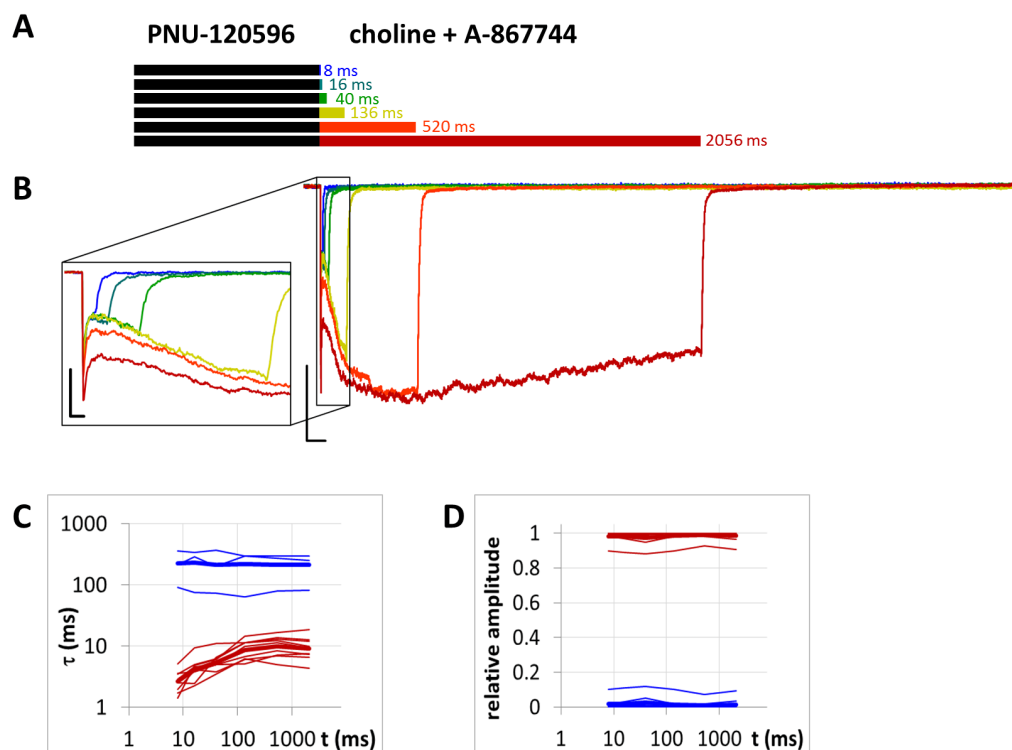 A
PNU-120596 choline + A-867744
8 ms
16 ms
40 ms
136 ms
520 ms
2056 ms
B
C
1000
100
10
1
τ (ms)
1 10 100 1000 t (ms)
D
1
0.8
0.6
0.4
0.2
0
relative amplitude
1 10 100 1000 t (ms)